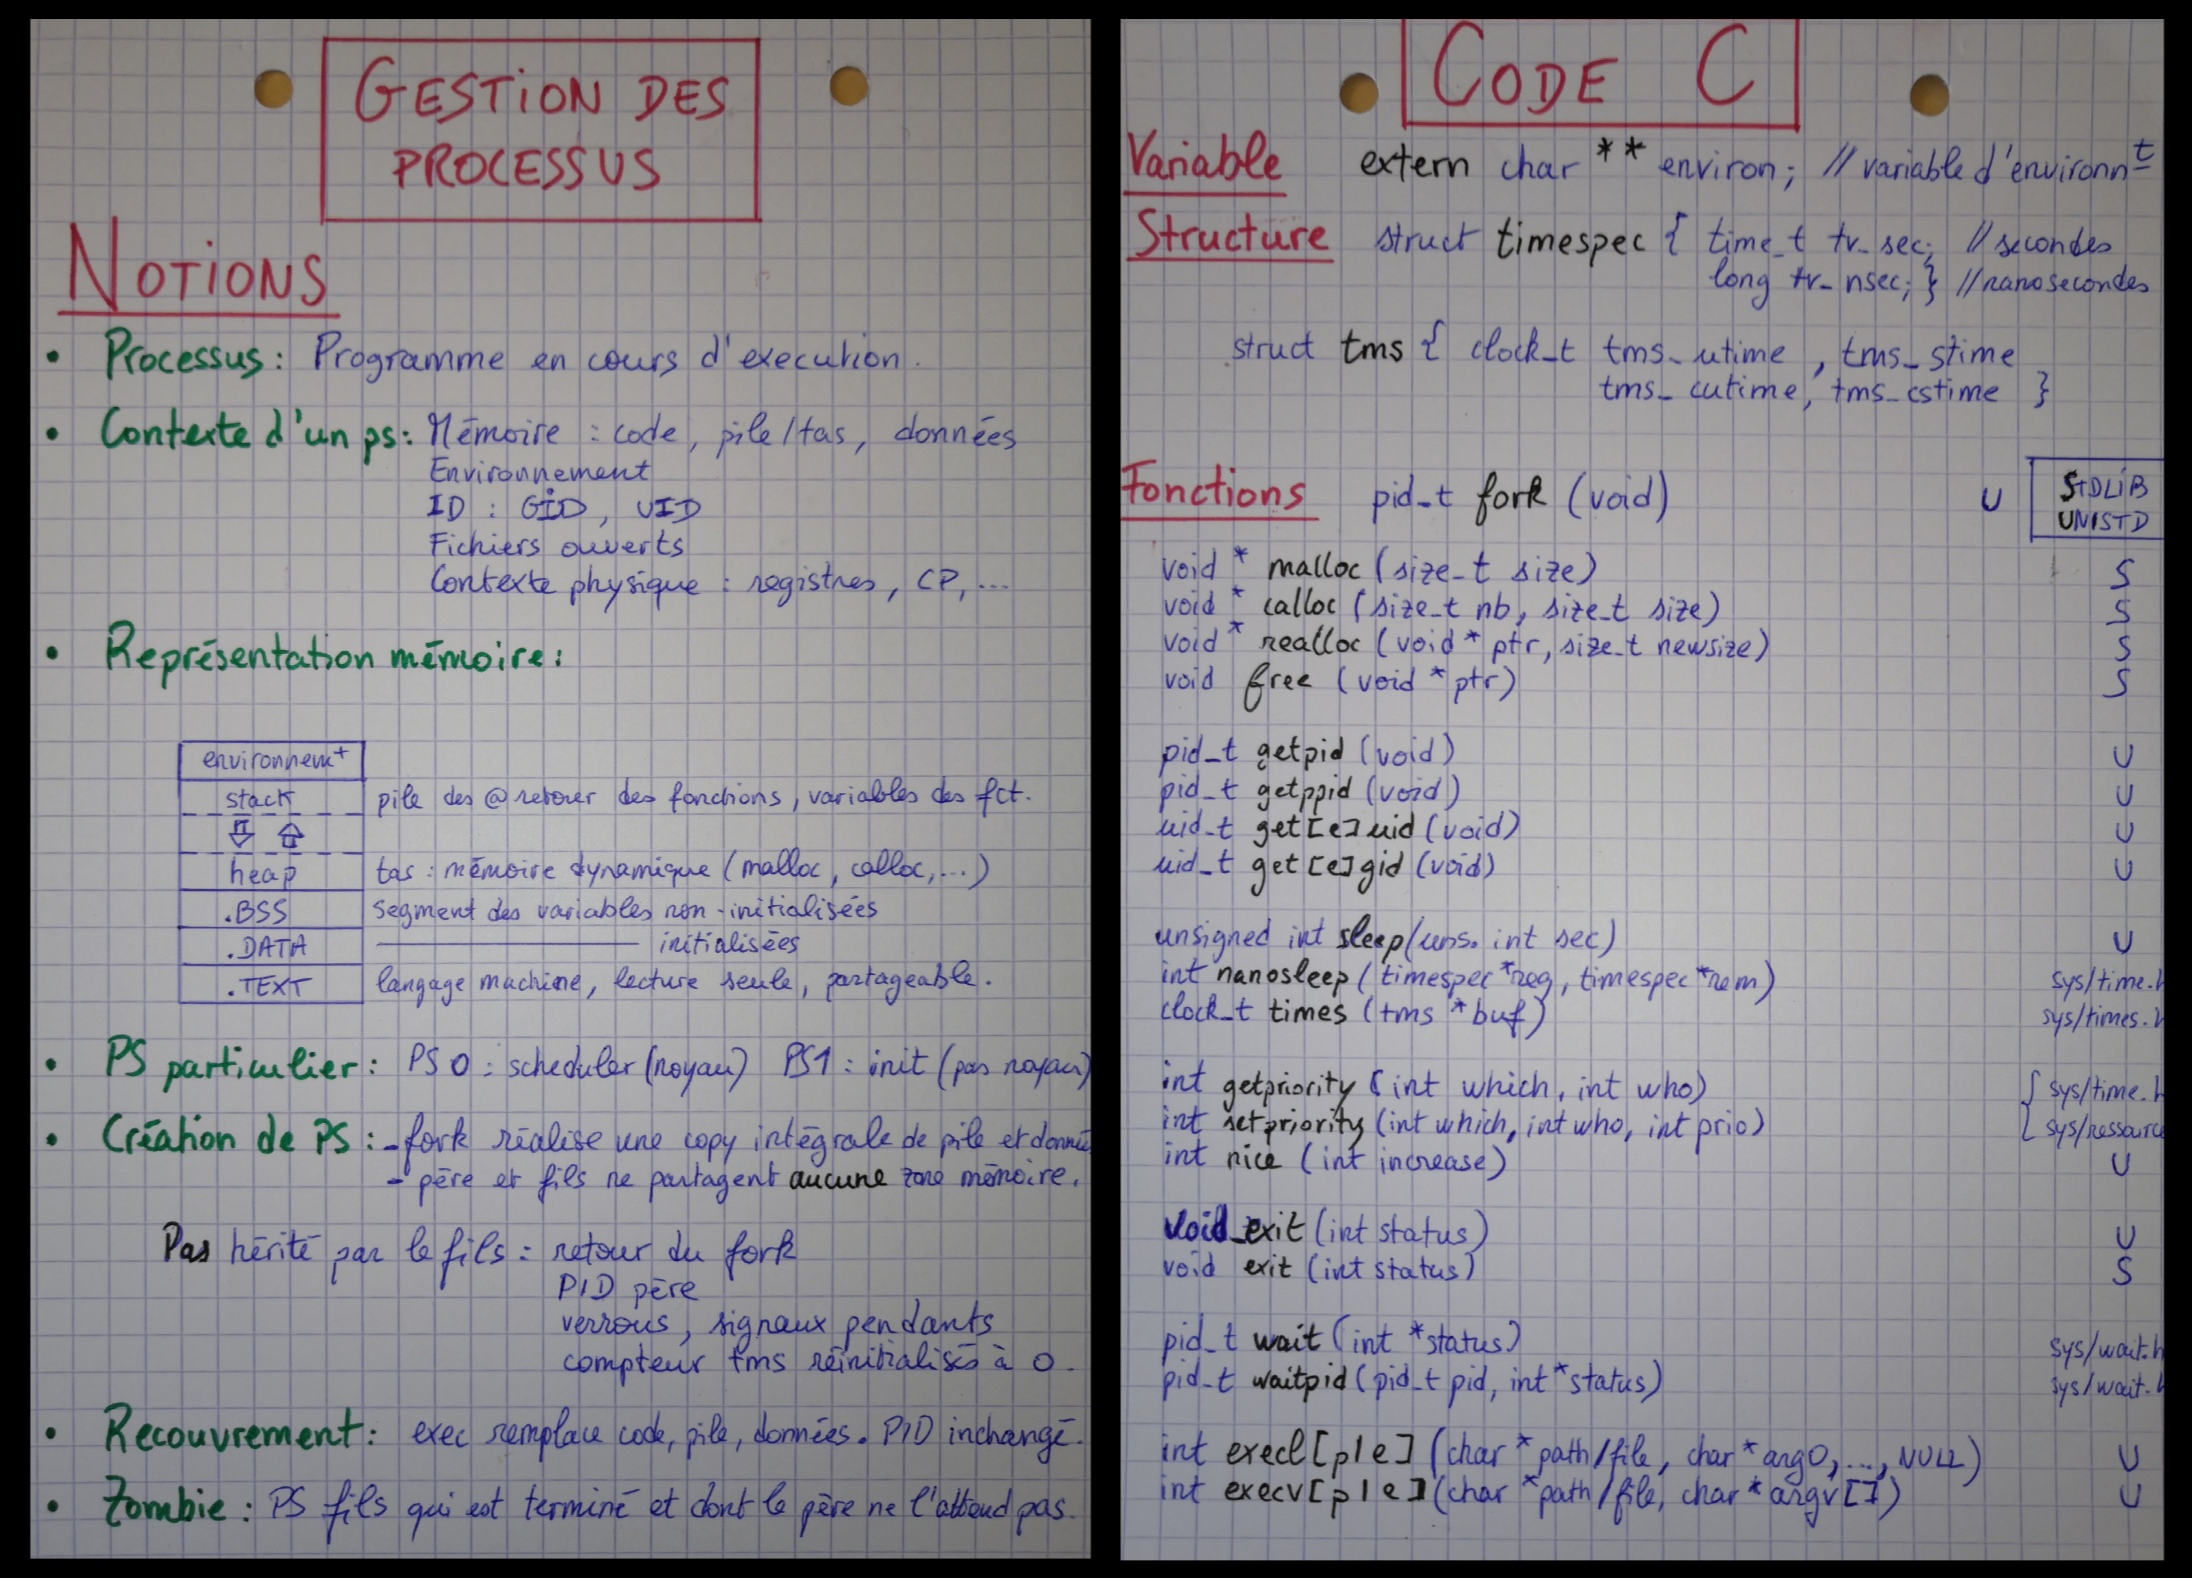 GESTION DES
PROCESSUS
NOTIONS
• Processus : Programme en cours d'execution.
• Contexte d'un ps : Mémoire : code, pile/tas, données
Environnement
ID : GID, UID
Fichiers ouverts
Contexte physique : registres, CP, ...
• Représentation mémoire :
environnemt
stack pile des @ retour des fonctions, variables des fct.
heap tas : mémoire dynamique (malloc, calloc, ...)
.BSS segment des variables non-initialisées
.DATA ———— initialisées
.TEXT langage machine, lecture seule, partageable.
• PS particulier : PS0 : scheduler (noyau) PS1 : init (pas noyau)
• Création de PS : - fork réalise une copy intégrale de pile et donné
- père et fils ne partagent aucune zone mémoire.
Pas hérité par le fils : retour du fork
PID père
verrous, signaux pendants
compteur tms réinitialisés à 0.
• Recouvrement : exec remplace code, pile, données. PID inchangé.
• Zombie : PS fils qui est terminé et dont le père ne l'attend pas.
CODE C
Variable extern char ** environ; // variable d'environnt
Structure struct timespec { time_t tv_sec; // secondes
long tv_nsec; } // nanosecondes
struct tms { clock_t tms_utime, tms_stime
tms_cutime, tms_cstime }
Fonctions pid_t fork (void) U
STDLIB
UNISTD
void * malloc (size_t size) S
void * calloc (size_t nb, size_t size) S
void * realloc (void * ptr, size_t newsize) S
void free (void * ptr) S
pid_t getpid (void) U
pid_t getppid (void) U
uid_t get[e]uid (void) U
uid_t get[e]gid (void) U
unsigned int sleep (uns. int sec) U
int nanosleep (timespec *req, timespec *rem) sys/time.h
clock_t times (tms *buf) sys/times.h
int getpriority (int which, int who) { sys/time.h
int setpriority (int which, int who, int prio) sys/ressource
int nice (int increase) U
void _exit (int status) U
void exit (int status) S
pid_t wait (int *status) sys/wait.h
pid_t waitpid (pid_t pid, int *status) sys/wait.h
int execl[p|e] (char *path/file, char *arg0, ..., NULL) U
int execv[p|e] (char *path/file, char *argv[]) U